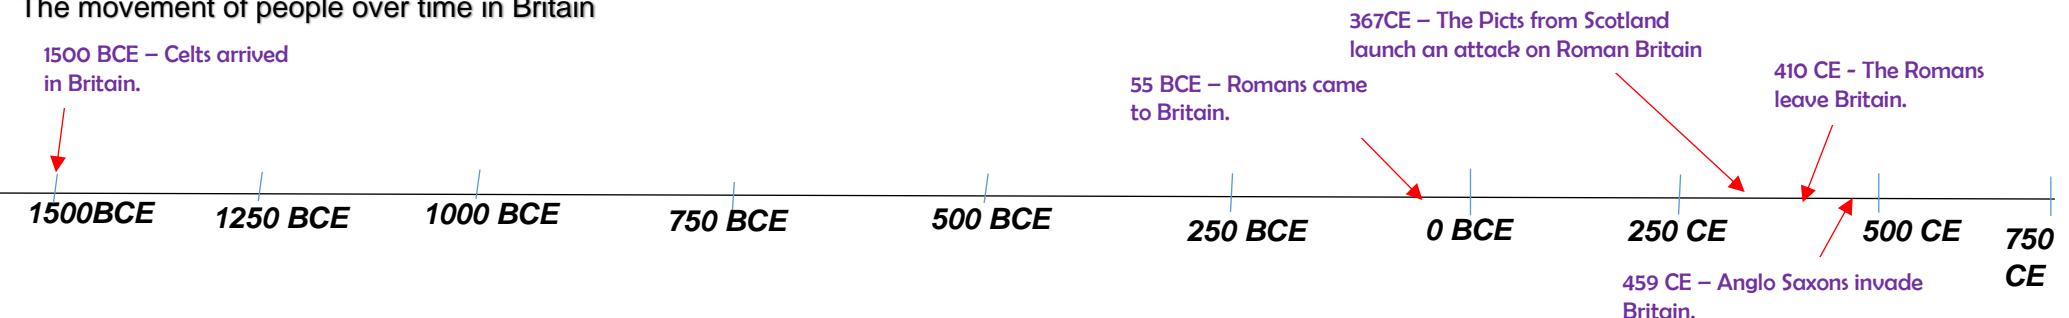 The movement of people over time in Britain
1500 BCE – Celts arrived
in Britain.
55 BCE – Romans came
to Britain.
367CE – The Picts from Scotland
launch an attack on Roman Britain
410 CE - The Romans
leave Britain.
1500BCE
1250 BCE
1000 BCE
750 BCE
500 BCE
250 BCE
0 BCE
250 CE
500 CE
750
CE
459 CE – Anglo Saxons invade
Britain.